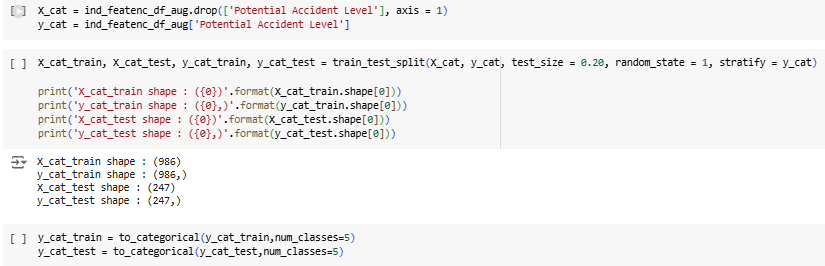 [ ] X_cat = ind_featenc_df_aug.drop(['Potential Accident Level'], axis = 1)
y_cat = ind_featenc_df_aug['Potential Accident Level']
[ ] X_cat_train, X_cat_test, y_cat_train, y_cat_test = train_test_split(X_cat, y_cat, test_size = 0.20, random_state = 1, stratify = y_cat)
print('X_cat_train shape : ({0})'.format(X_cat_train.shape[0]))
print('y_cat_train shape : ({0},)'.format(y_cat_train.shape[0]))
print('X_cat_test shape : ({0})'.format(X_cat_test.shape[0]))
print('y_cat_test shape : ({0},)'.format(y_cat_test.shape[0]))
X_cat_train shape : (986)
y_cat_train shape : (986,)
X_cat_test shape : (247)
y_cat_test shape : (247,)
[ ] y_cat_train = to_categorical(y_cat_train,num_classes=5)
y_cat_test = to_categorical(y_cat_test,num_classes=5)